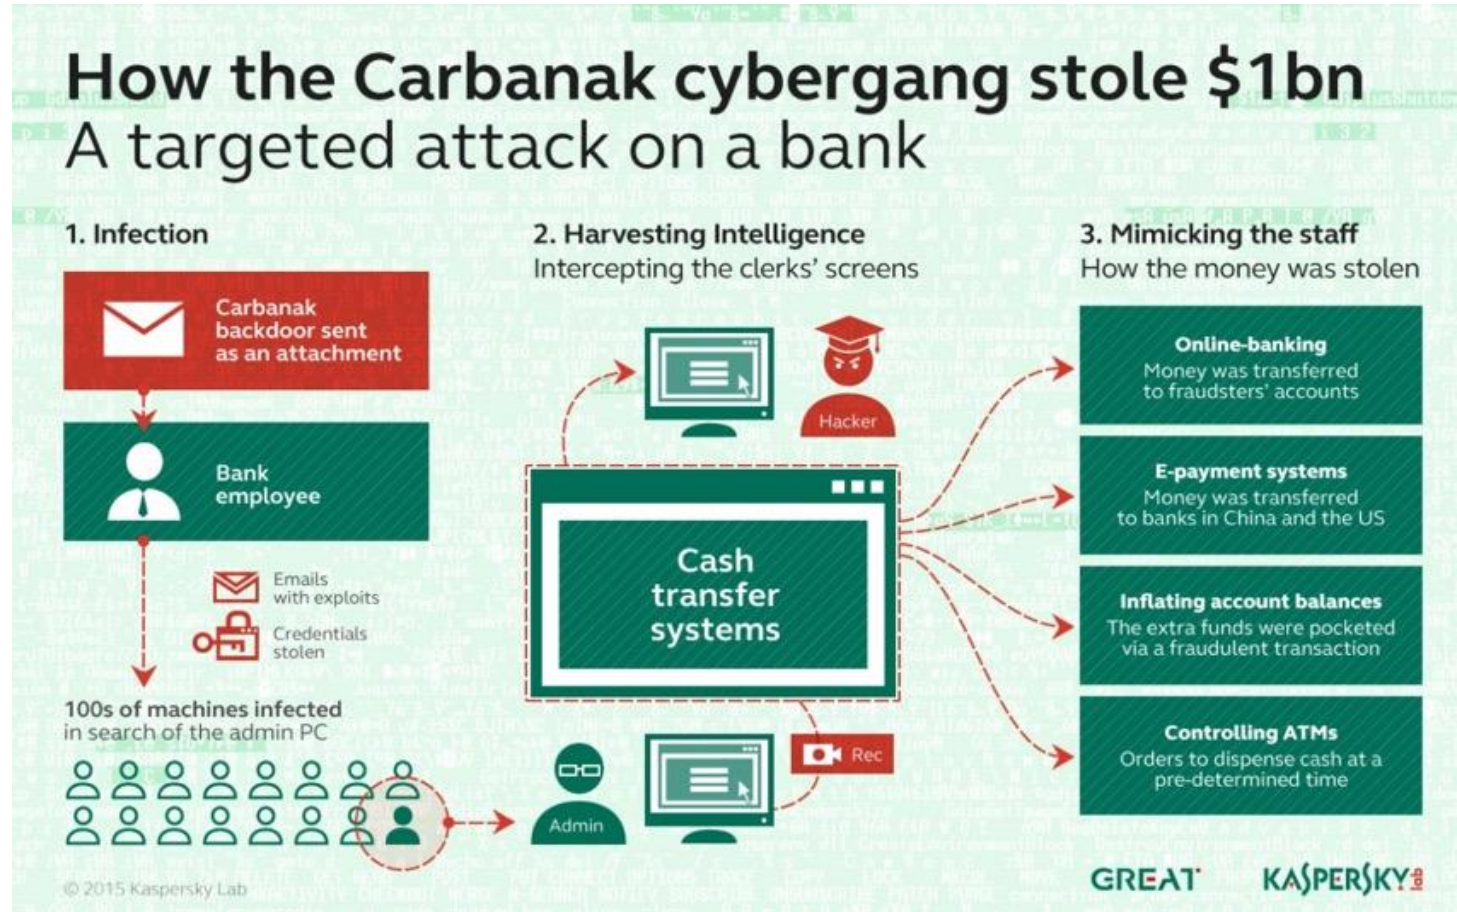 How the Carbanak cybergang stole $1bn
A targeted attack on a bank
1. Infection
Carbanak
backdoor sent
as an attachment
Bank
employee
Emails
with exploits
Credentials
stolen
100s of machines infected
in search of the admin PC
2. Harvesting Intelligence
Intercepting the clerks' screens
Hacker
Cash
transfer
systems
Rec
Admin
3. Mimicking the staff
How the money was stolen
Online-banking
Money was transferred
to fraudsters' accounts
E-payment systems
Money was transferred
to banks in China and the US
Inflating account balances
The extra funds were pocketed
via a fraudulent transaction
Controlling ATMs
Orders to dispense cash at a
pre-determined time
© 2015 Kaspersky Lab
GREAT
KASPERSKY lab